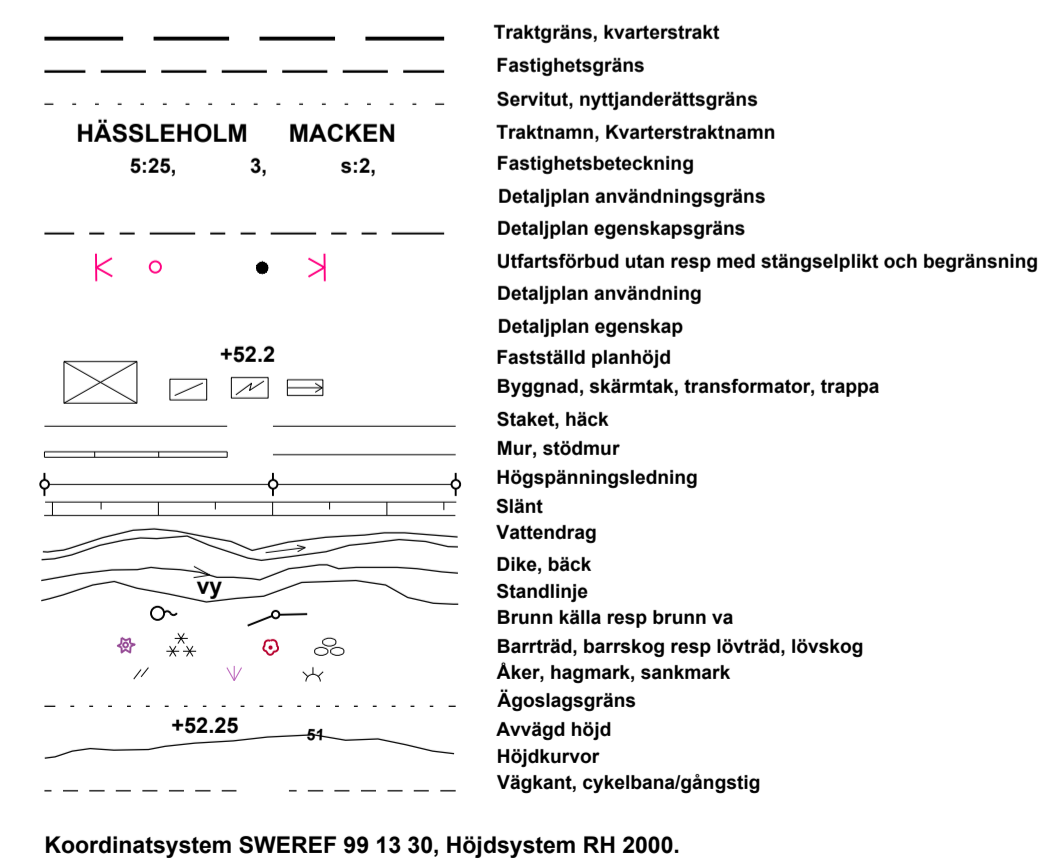 Traktgräns, kvarterstrakt
Fastighetsgräns
Servitut, nyttjanderättsgräns
HÄSSLEHOLM MACKEN Traktnamn, Kvarterstraktnamn
5:25, 3, s:2, Fastighetsbeteckning
Detaljplan användningsgräns
Detaljplan egenskapsgräns
Utfartsförbud utan resp med stängselplikt och begränsning
Detaljplan användning
Detaljplan egenskap
+52.2 Fastställd planhöjd
Byggnad, skärmtak, transformator, trappa
Staket, häck
Mur, stödmur
Högspänningsledning
Slänt
Vattendrag
Dike, bäck
vy Standlinje
Brunn källa resp brunn va
Barrträd, barrskog resp lövträd, lövskog
Åker, hagmark, sankmark
Ägoslagsgräns
+52.25 51 Avvägd höjd
Höjdkurvor
Vägkant, cykelbana/gångstig
Koordinatsystem SWEREF 99 13 30, Höjdsystem RH 2000.